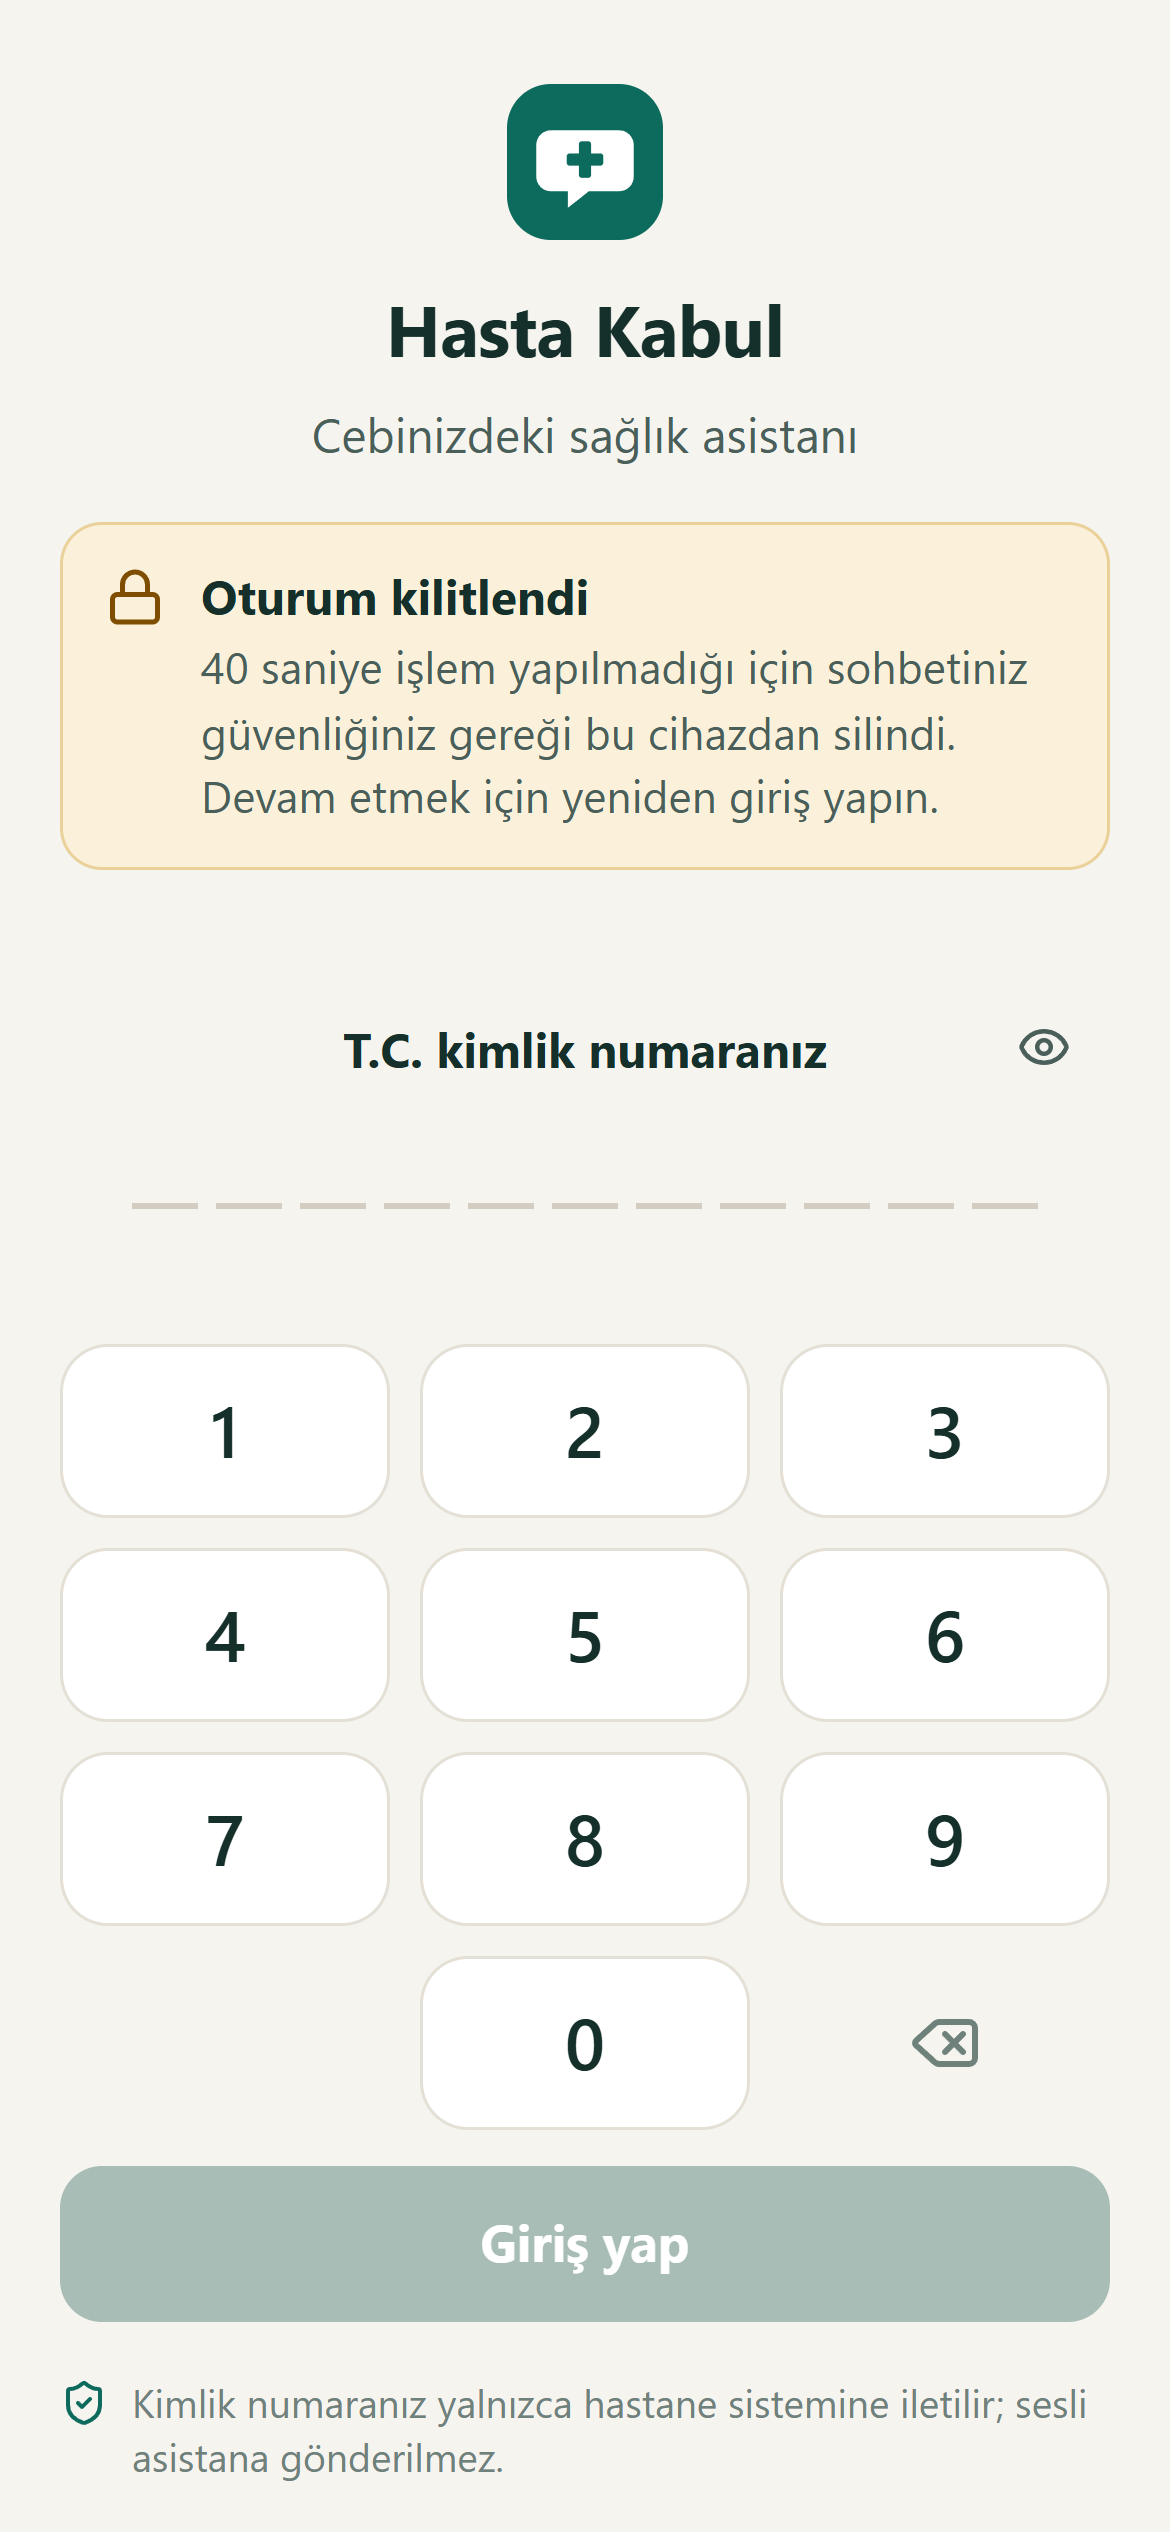 Hasta Kabul
Cebinizdeki sağlık asistanı
Oturum kilitlendi
40 saniye işlem yapılmadığı için sohbetiniz
güvenliğiniz gereği bu cihazdan silindi.
Devam etmek için yeniden giriş yapın.
T.C. kimlik numaranız
1 2 3
4 5 6
7 8 9
0
Giriş yap
Kimlik numaranız yalnızca hastane sistemine iletilir; sesli
asistana gönderilmez.